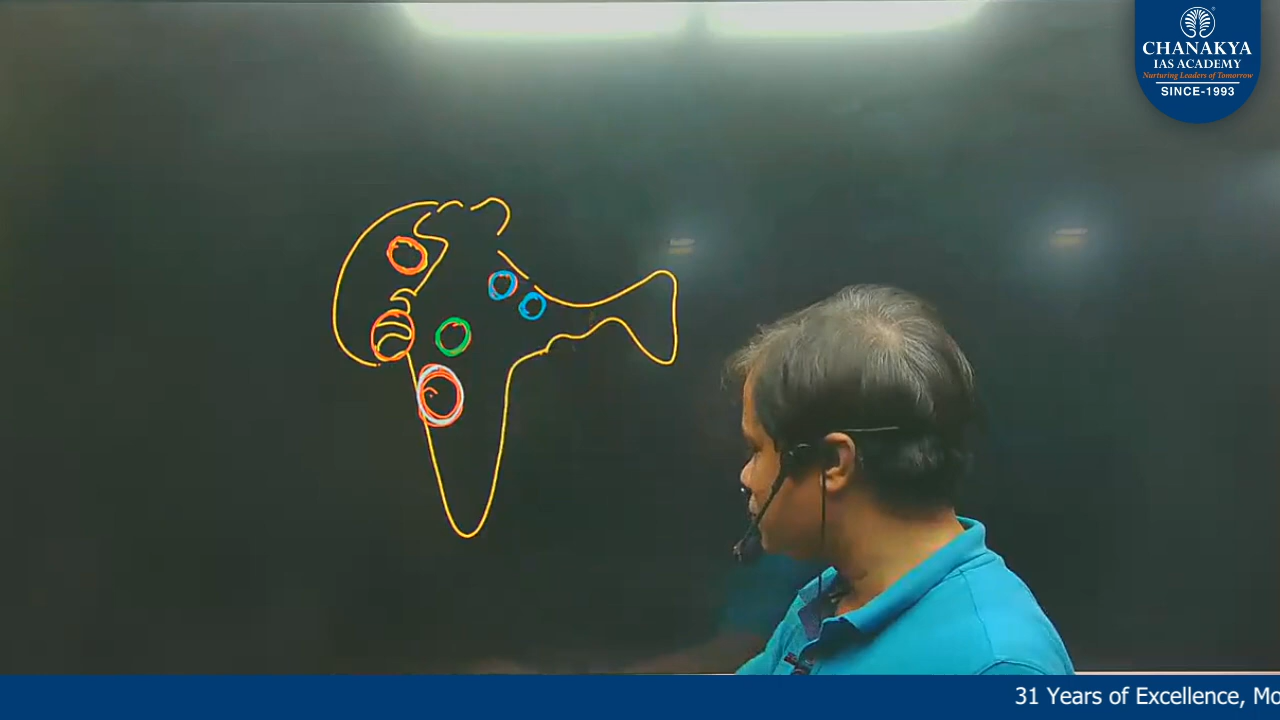 CHANAKYA
IAS ACADEMY
Nurturing Leaders of Tomorrow
SINCE-1993
31 Years of Excellence, Mo